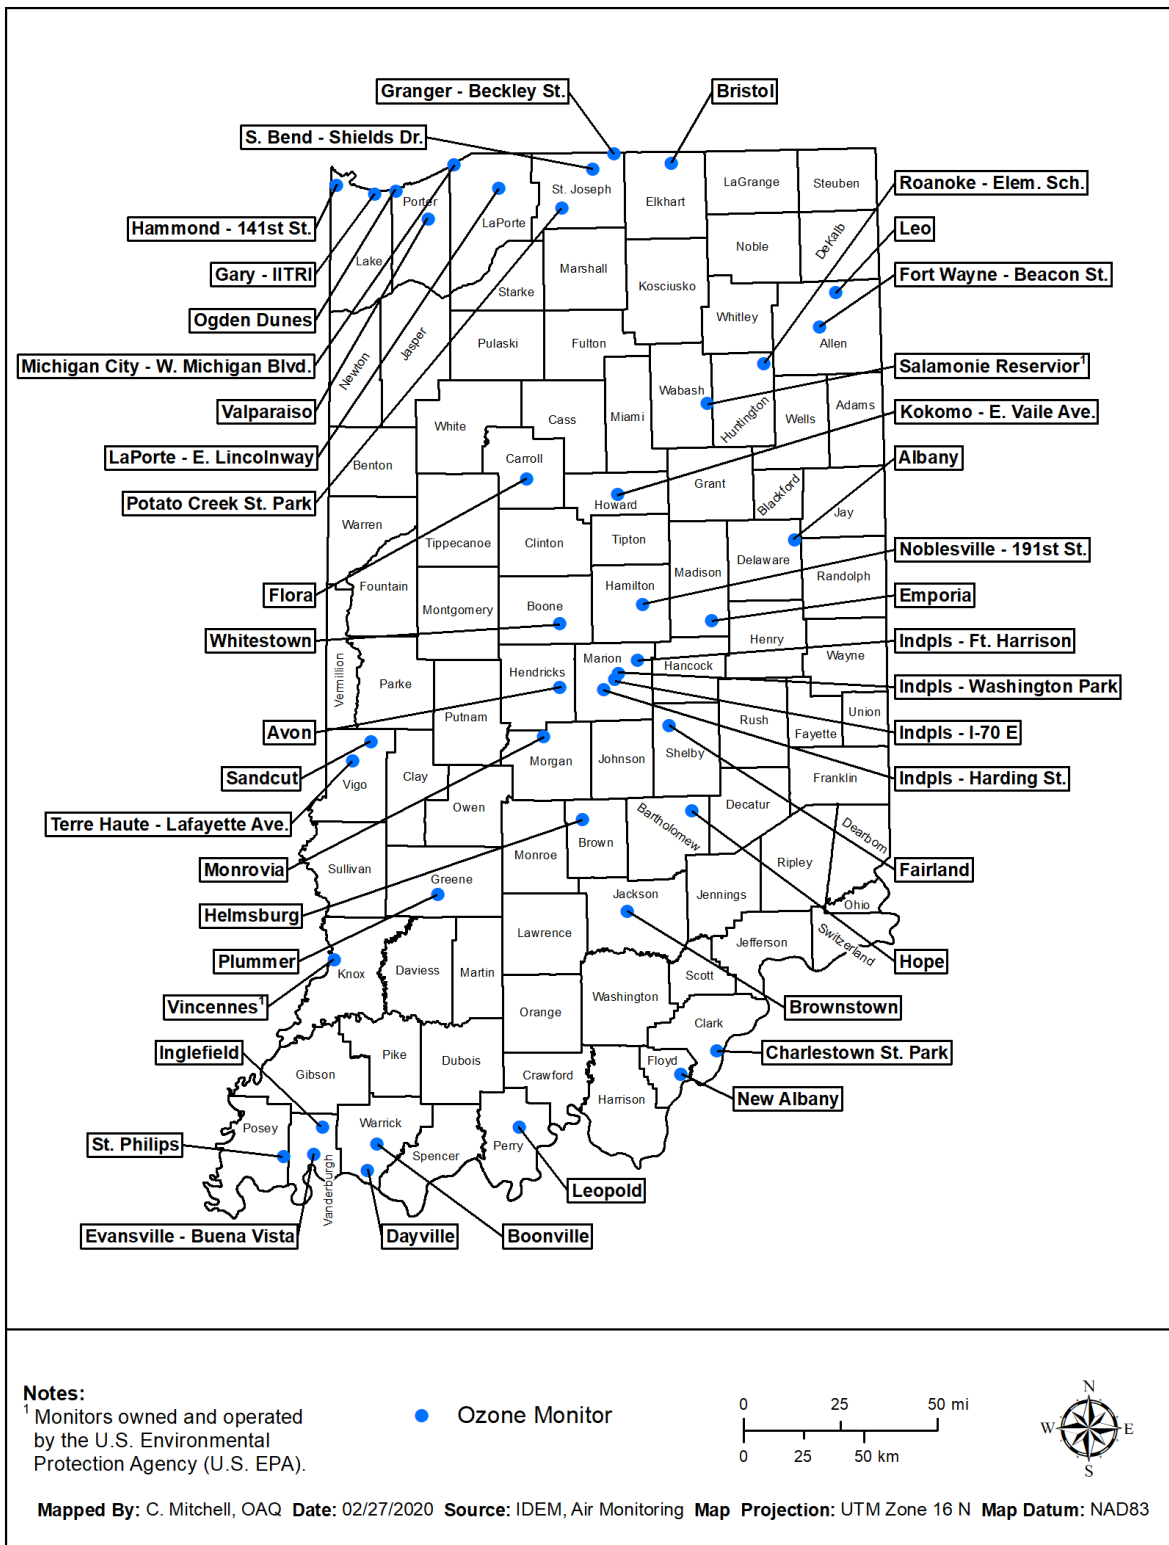 Granger - Beckley St.
Bristol
S. Bend - Shields Dr.
Roanoke - Elem. Sch.
Hammond - 141st St.
Leo
Gary - IITRI
Fort Wayne - Beacon St.
Ogden Dunes
Michigan City - W. Michigan Blvd.
Salamonie Reservior¹
Valparaiso
Kokomo - E. Vaile Ave.
LaPorte - E. Lincolnway
Albany
Potato Creek St. Park
Noblesville - 191st St.
Flora
Emporia
Whitestown
Indpls - Ft. Harrison
Indpls - Washington Park
Avon
Indpls - I-70 E
Sandcut
Indpls - Harding St.
Terre Haute - Lafayette Ave.
Monrovia
Fairland
Helmsburg
Plummer
Hope
Vincennes¹
Brownstown
Inglefield
Charlestown St. Park
New Albany
St. Philips
Leopold
Evansville - Buena Vista
Dayville
Boonville
LaGrange
Steuben
St. Joseph
Elkhart
Porter
LaPorte
Lake
Noble
DeKalb
Marshall
Starke
Kosciusko
Whitley
Allen
Newton
Jasper
Pulaski
Fulton
Wabash
Huntington
Wells
Adams
White
Cass
Miami
Benton
Carroll
Grant
Blackford
Howard
Jay
Warren
Tippecanoe
Clinton
Tipton
Delaware
Madison
Randolph
Fountain
Montgomery
Boone
Hamilton
Henry
Wayne
Vermillion
Parke
Hendricks
Marion
Hancock
Putnam
Rush
Fayette
Union
Vigo
Clay
Morgan
Johnson
Shelby
Franklin
Owen
Decatur
Bartholomew
Dearborn
Sullivan
Greene
Monroe
Brown
Ripley
Jackson
Jennings
Ohio
Lawrence
Jefferson
Switzerland
Knox
Daviess
Martin
Scott
Washington
Orange
Clark
Gibson
Pike
Dubois
Crawford
Floyd
Harrison
Posey
Vanderburgh
Warrick
Spencer
Perry
Notes:
¹ Monitors owned and operated
by the U.S. Environmental
Protection Agency (U.S. EPA).
Ozone Monitor
0 25 50 mi
0 25 50 km
N
W E
S
Mapped By: C. Mitchell, OAQ Date: 02/27/2020 Source: IDEM, Air Monitoring Map Projection: UTM Zone 16 N Map Datum: NAD83